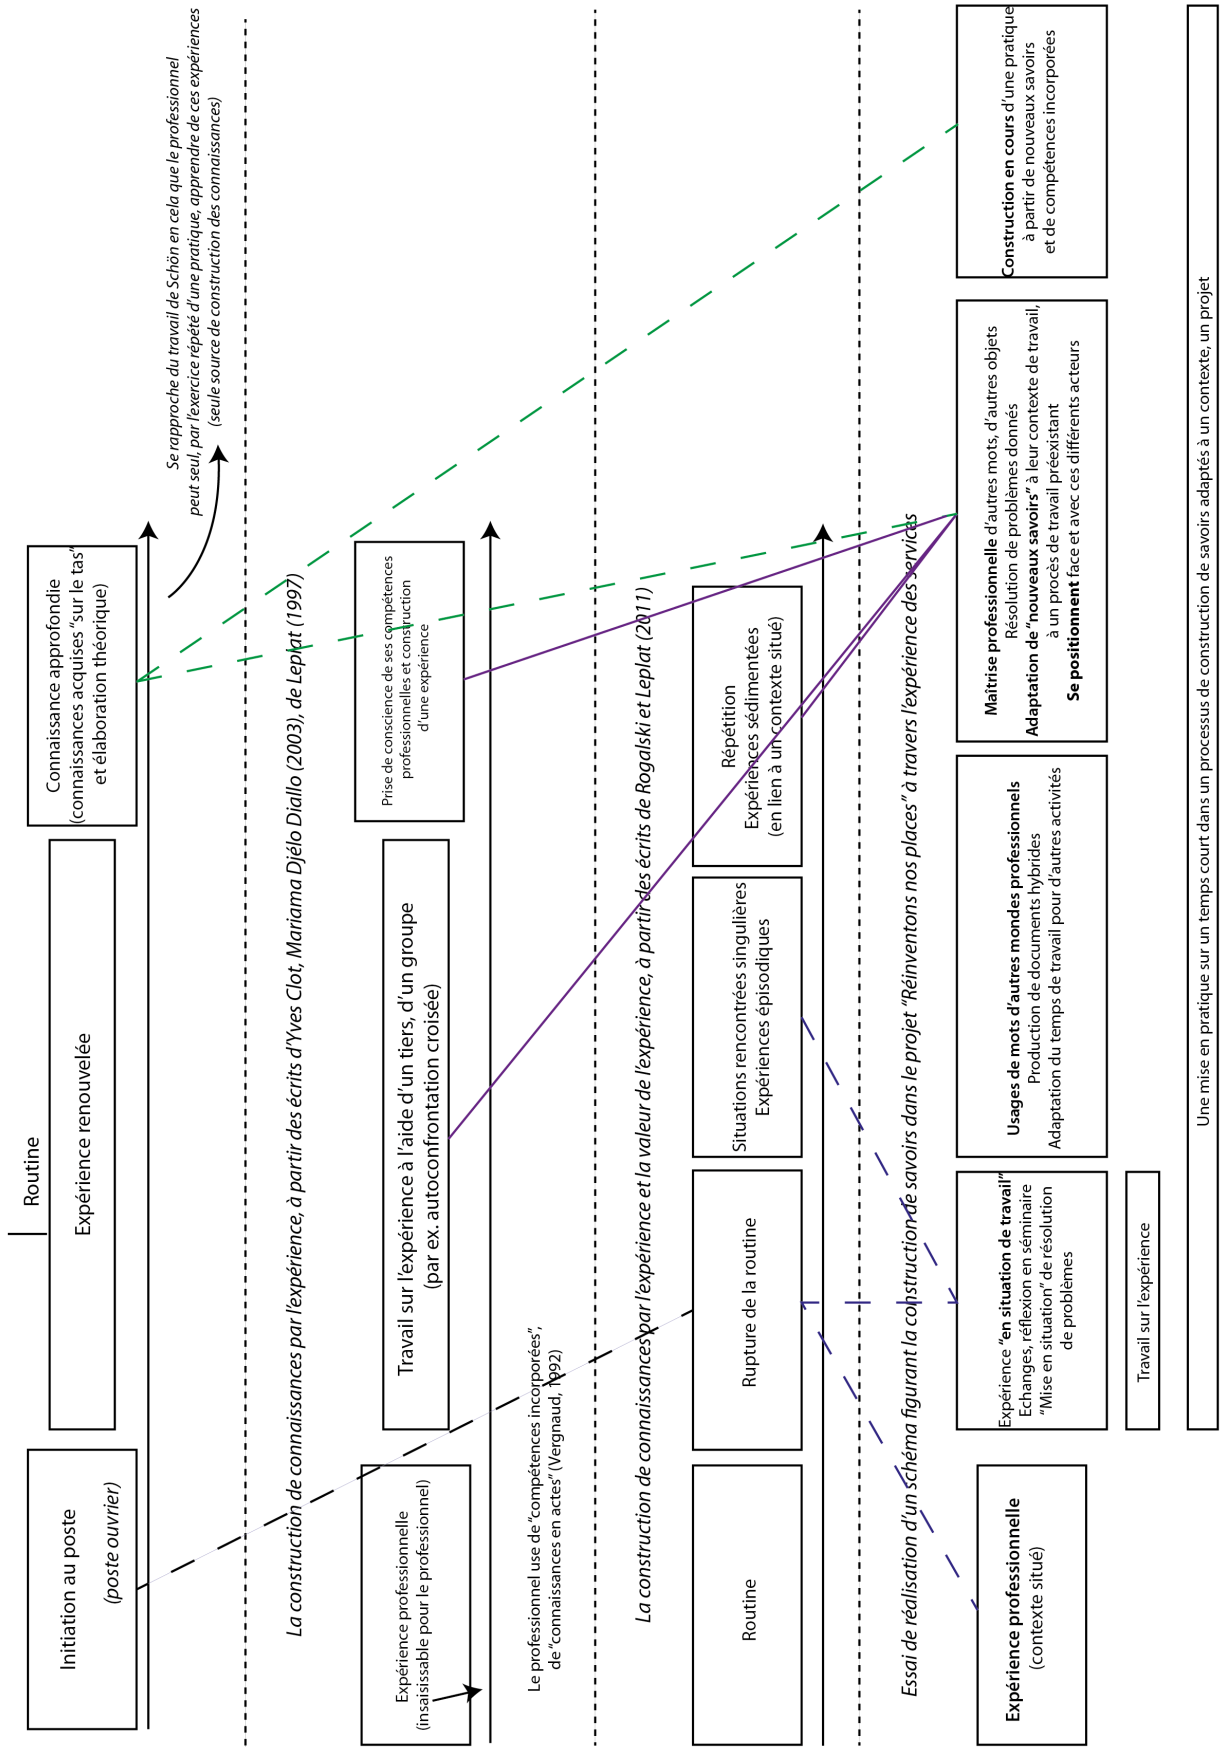 Routine
Initiation au poste
(poste ouvrier)
Expérience renouvelée
Connaissance approfondie
(connaissances acquises “sur le tas”
et élaboration théorique)
Se rapproche du travail de Schön en cela que le professionnel
peut seul, par l’exercice répété d’une pratique, apprendre de ces expériences
(seule source de construction des connaissances)
La construction de connaissances par l’expérience, à partir des écrits d’Yves Clot, Mariama Djélo Diallo (2003), de Leplat (1997)
Expérience professionnelle
(insaisissable pour le professionnel)
Travail sur l’expérience à l’aide d’un tiers, d’un groupe
(par ex. autoconfrontation croisée)
Prise de conscience de ses compétences
professionnelles et construction
d’une expérience
Le professionnel use de “compétences incorporées”,
de “connaissances en actes” (Vergnaud, 1992)
La construction de connaissances par l’expérience et la valeur de l’expérience, à partir des écrits de Rogalski et Leplat (2011)
Routine
Rupture de la routine
Situations rencontrées singulières
Expériences épisodiques
Répétition
Expériences sédimentées
(en lien à un contexte situé)
Essai de réalisation d’un schéma figurant la construction de savoirs dans le projet “Réinventons nos places” à travers l’expérience des services
Expérience professionnelle
(contexte situé)
Expérience “en situation de travail”
Echanges, réflexion en séminaire
“Mise en situation” de résolution
de problèmes
Travail sur l’expérience
Usages de mots d’autres mondes professionnels
Production de documents hybrides
Adaptation du temps de travail pour d’autres activités
Maîtrise professionnelle d’autres mots, d’autres objets
Résolution de problèmes donnés
Adaptation de “nouveaux savoirs” à leur contexte de travail,
à un procès de travail préexistant
Se positionnent face et avec ces différents acteurs
Construction en cours d’une pratique
à partir de nouveaux savoirs
et de compétences incorporées
Une mise en pratique sur un temps court dans un processus de construction de savoirs adaptés à un contexte, un projet